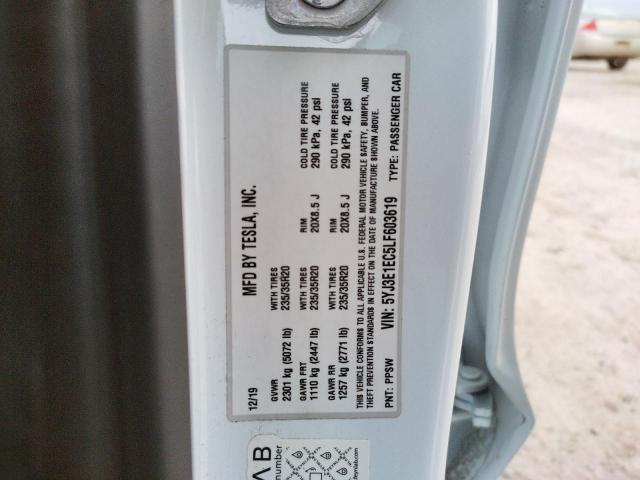 MFD BY TESLA, INC.
12/19
GVWR
2301 kg (5072 lb)
WITH TIRES
235/35R20
COLD TIRE PRESSURE
290 kPa, 42 psi
GAWR FRT
1110 kg (2447 lb)
WITH TIRES
235/35R20
RIM
20X8.5 J
GAWR RR
1257 kg (2771 lb)
WITH TIRES
235/35R20
RIM
20X8.5 J
COLD TIRE PRESSURE
290 kPa, 42 psi
THIS VEHICLE CONFORMS TO ALL APPLICABLE U.S. FEDERAL MOTOR VEHICLE SAFETY, BUMPER, AND
THEFT PREVENTION STANDARDS IN EFFECT ON THE DATE OF MANUFACTURE SHOWN ABOVE.
PNT: PPSW
VIN: 5YJ3E1EC5LF603619
TYPE: PASSENGER CAR
AB
number
feynlab.com